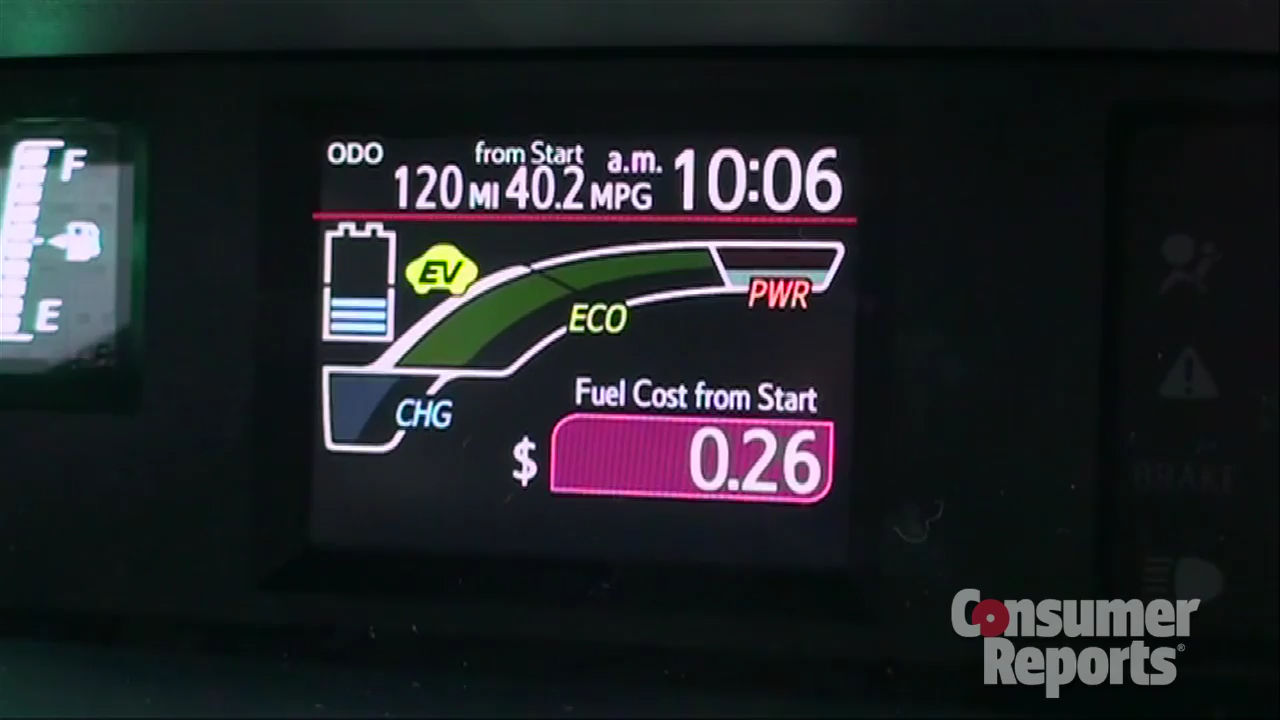 F
E
ODO
from Start
a.m.
120 MI 40.2 MPG 10:06
EV
ECO
PWR
CHG
Fuel Cost from Start
$ 0.26
BRAKE
Consumer
Reports®